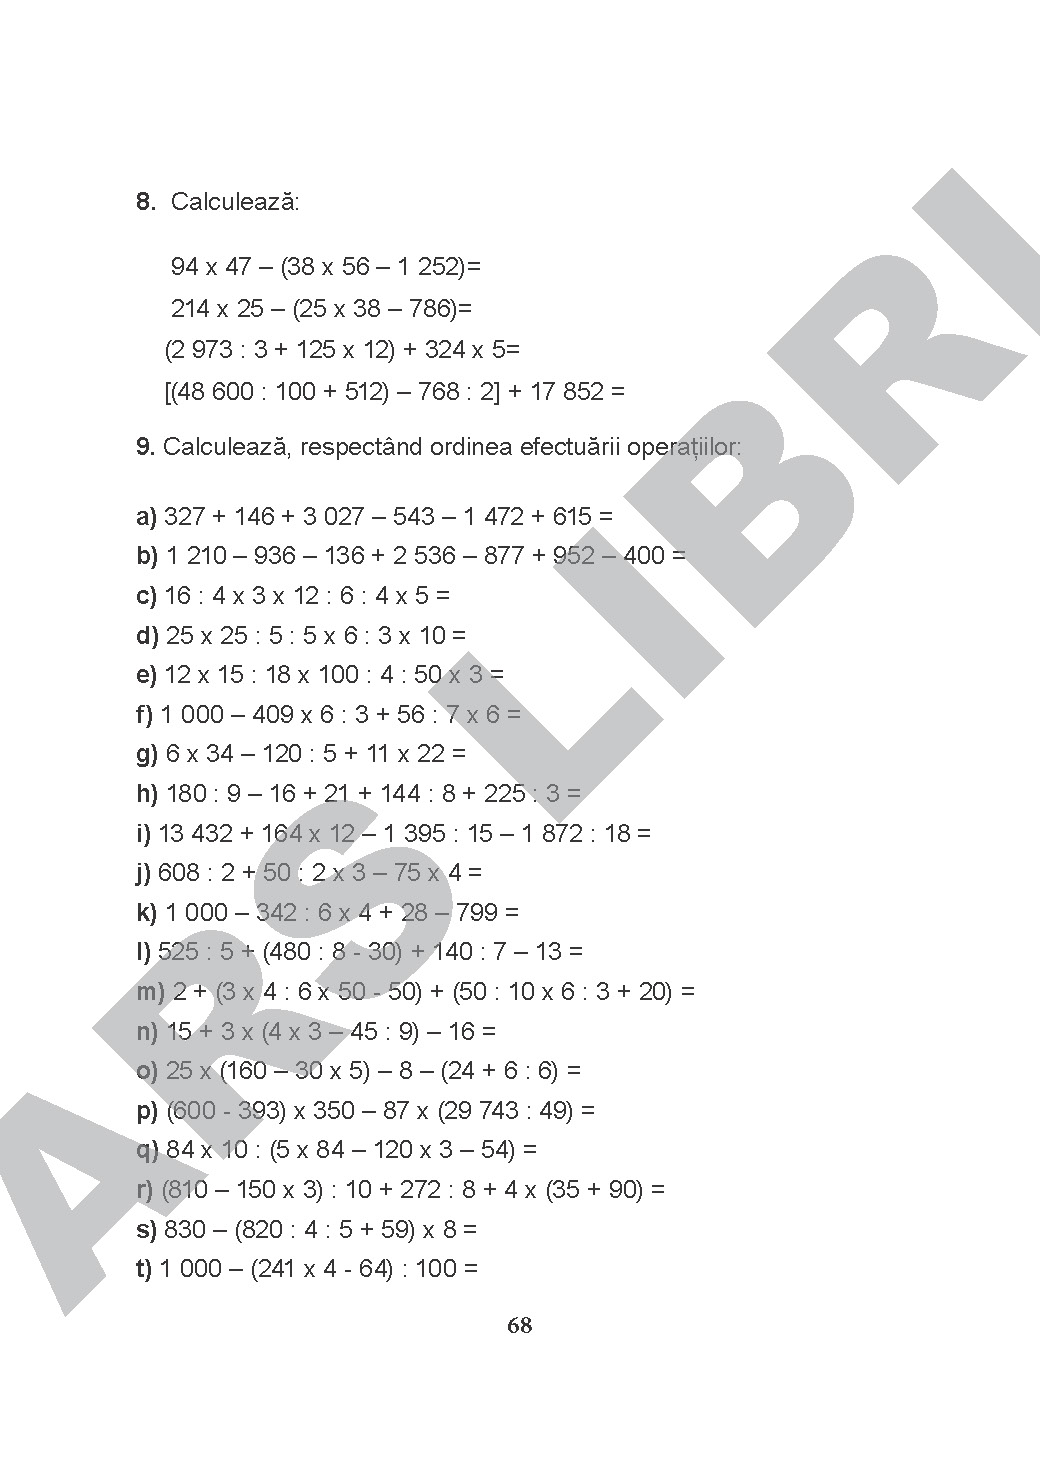 8. Calculează:
94 x 47 – (38 x 56 – 1 252)=
214 x 25 – (25 x 38 – 786)=
(2 973 : 3 + 125 x 12) + 324 x 5=
[(48 600 : 100 + 512) – 768 : 2] + 17 852 =
9. Calculează, respectând ordinea efectuării operațiilor:
a) 327 + 146 + 3 027 – 543 – 1 472 + 615 =
b) 1 210 – 936 – 136 + 2 536 – 877 + 952 – 400 =
c) 16 : 4 x 3 x 12 : 6 : 4 x 5 =
d) 25 x 25 : 5 : 5 x 6 : 3 x 10 =
e) 12 x 15 : 18 x 100 : 4 : 50 x 3 =
f) 1 000 – 409 x 6 : 3 + 56 : 7 x 6 =
g) 6 x 34 – 120 : 5 + 11 x 22 =
h) 180 : 9 – 16 + 21 + 144 : 8 + 225 : 3 =
i) 13 432 + 164 x 12 – 1 395 : 15 – 1 872 : 18 =
j) 608 : 2 + 50 : 2 x 3 – 75 x 4 =
k) 1 000 – 342 : 6 x 4 + 28 – 799 =
l) 525 : 5 + (480 : 8 - 30) + 140 : 7 – 13 =
m) 2 + (3 x 4 : 6 x 50 - 50) + (50 : 10 x 6 : 3 + 20) =
n) 15 + 3 x (4 x 3 – 45 : 9) – 16 =
o) 25 x (160 – 30 x 5) – 8 – (24 + 6 : 6) =
p) (600 - 393) x 350 – 87 x (29 743 : 49) =
q) 84 x 10 : (5 x 84 – 120 x 3 – 54) =
r) (810 – 150 x 3) : 10 + 272 : 8 + 4 x (35 + 90) =
s) 830 – (820 : 4 : 5 + 59) x 8 =
t) 1 000 – (241 x 4 - 64) : 100 =
68
ARS LIBRI